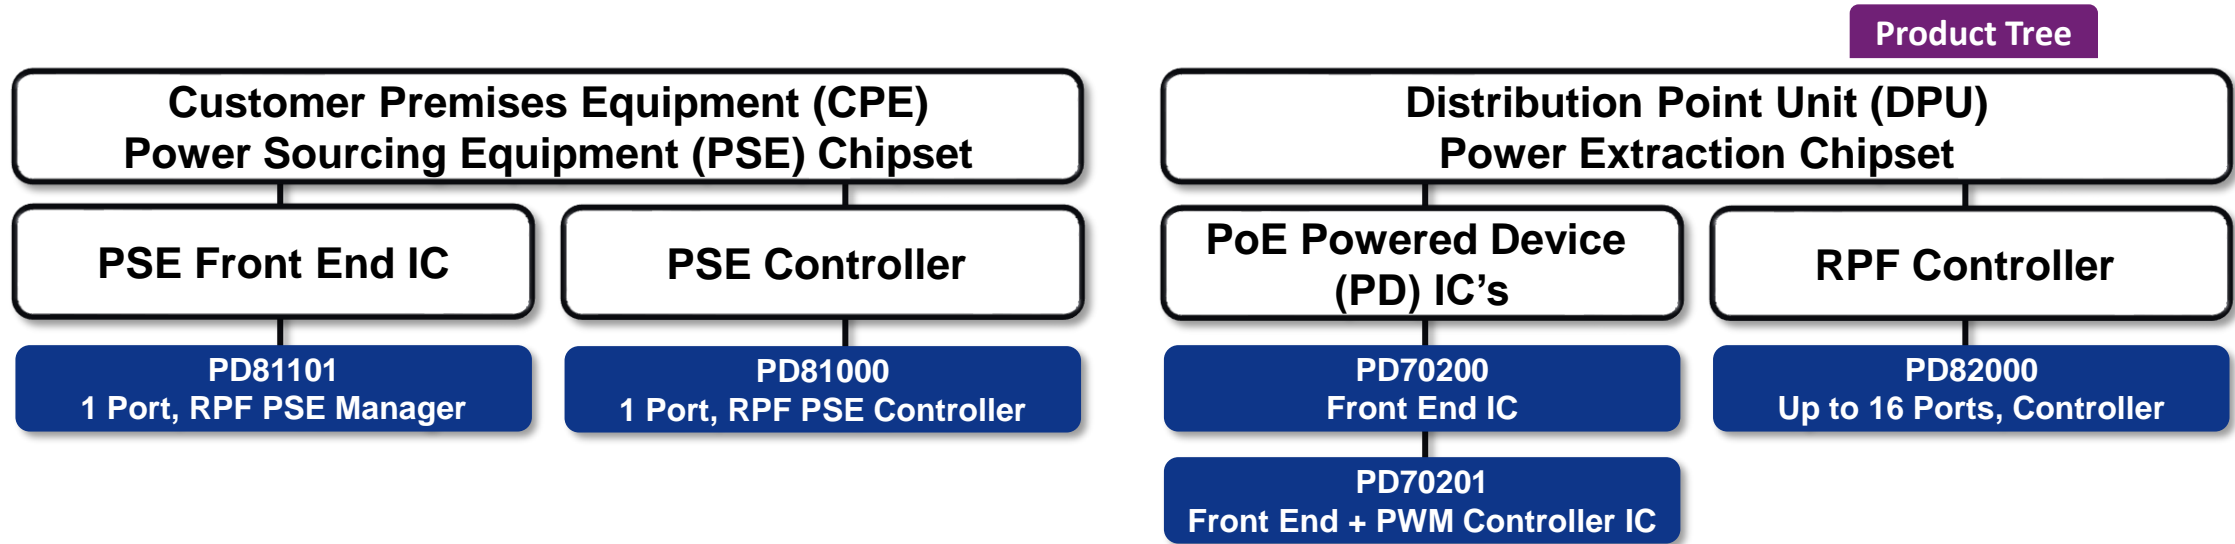 Product Tree
Customer Premises Equipment (CPE)
Power Sourcing Equipment (PSE) Chipset
PSE Front End IC
PD81101
1 Port, RPF PSE Manager
PSE Controller
PD81000
1 Port, RPF PSE Controller
Distribution Point Unit (DPU)
Power Extraction Chipset
PoE Powered Device
(PD) IC’s
PD70200
Front End IC
PD70201
Front End + PWM Controller IC
RPF Controller
PD82000
Up to 16 Ports, Controller